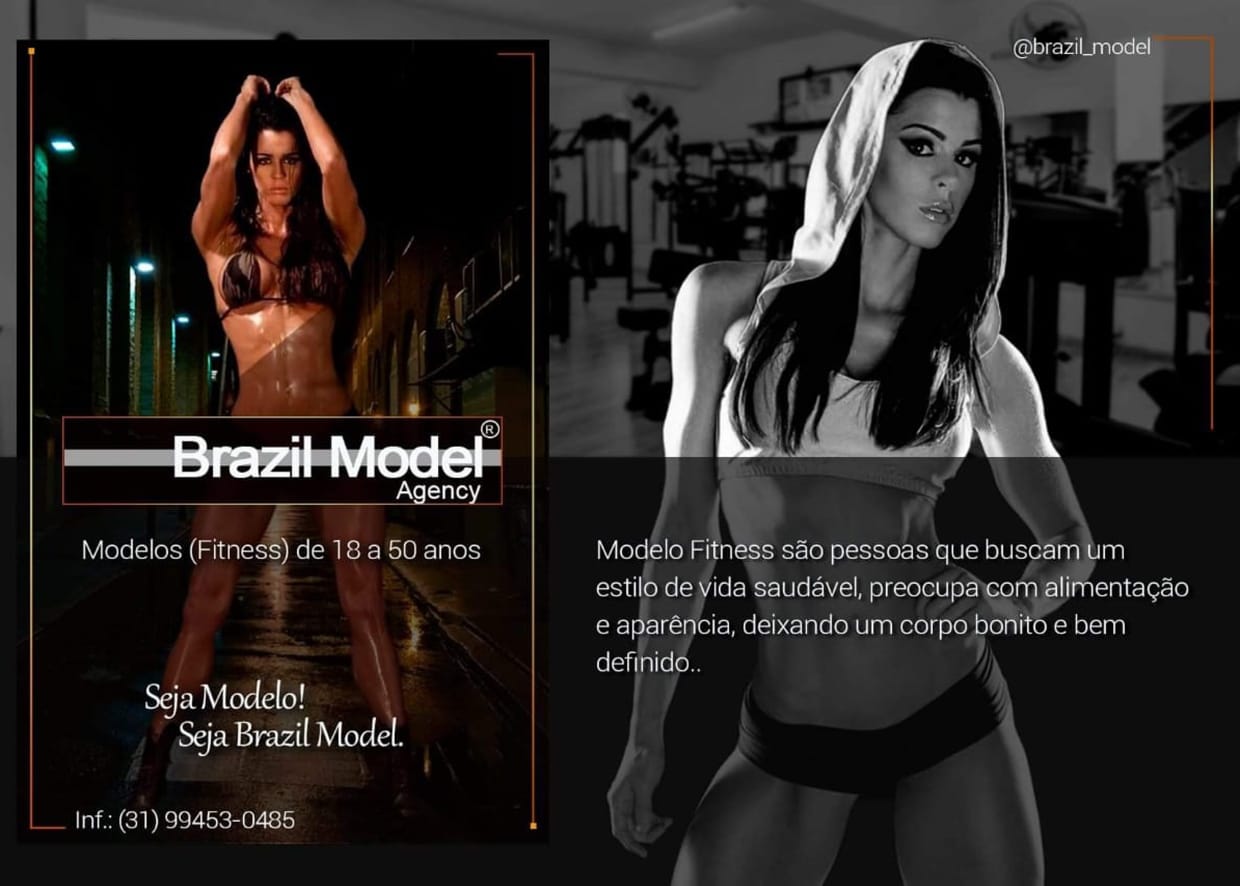 @brazil_model
Brazil Model ®
Agency
Modelos (Fitness) de 18 a 50 anos
Seja Modelo!
Seja Brazil Model.
Inf.: (31) 99453-0485
Modelo Fitness são pessoas que buscam um
estilo de vida saudável, preocupa com alimentação
e aparência, deixando um corpo bonito e bem
definido..